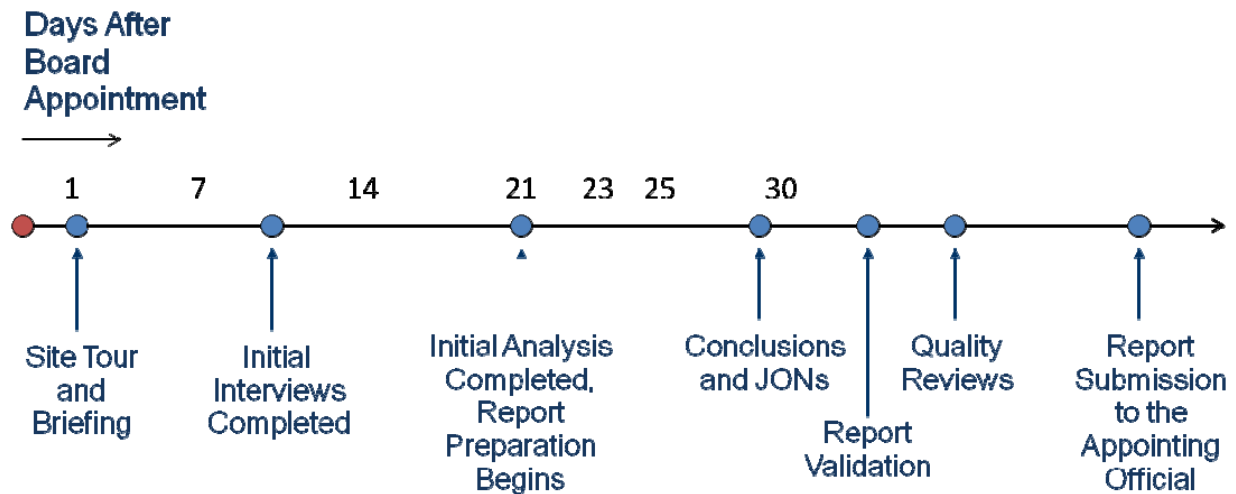 Days After
Board
Appointment
1 7 14 21 23 25 30
Site Tour
and
Briefing
Initial
Interviews
Completed
Initial Analysis
Completed,
Report
Preparation
Begins
Conclusions
and JONs
Report
Validation
Quality
Reviews
Report
Submission
to the
Appointing
Official